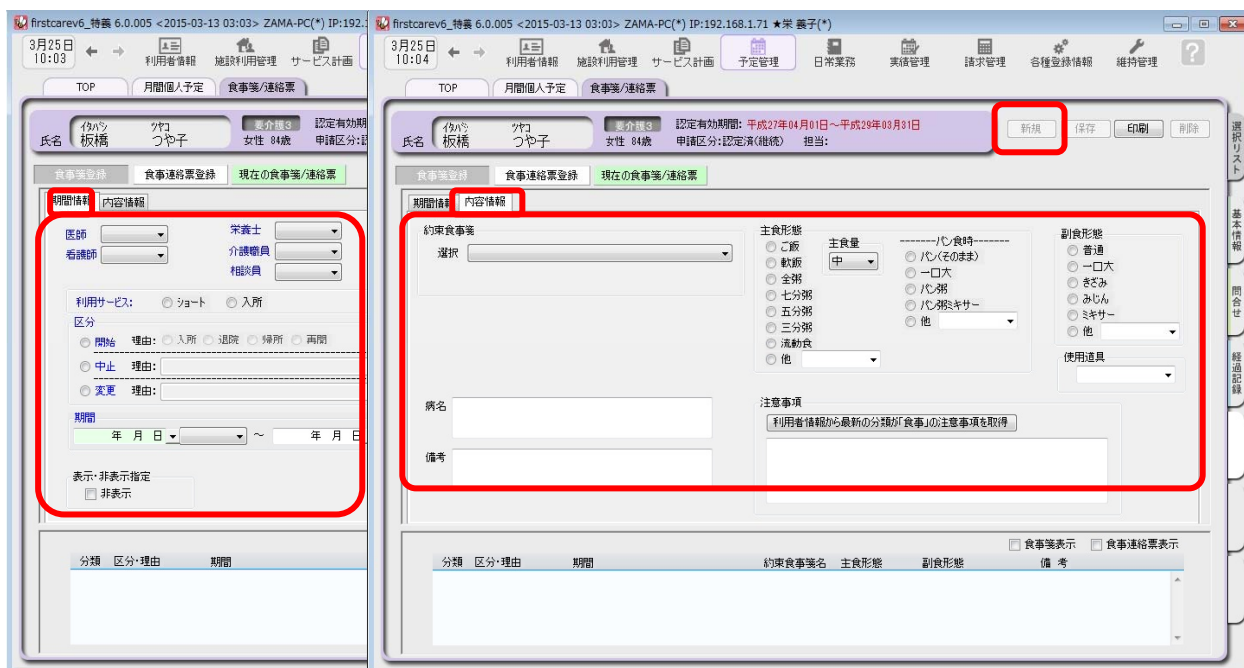 firstcarev6_特養 6.0.005 <2015-03-13 03:03> ZAMA-PC(*) IP:192.
3月25日
10:03
利用者情報 施設利用管理 サービス計画
TOP 月間個人予定 食事箋/連絡票
イタバシ ツヤコ 要介護3 認定有効期
氏名 板橋 つや子 女性 84歳 申請区分:認
食事箋登録 食事連絡票登録 現在の食事箋/連絡票
期間情報 内容情報
医師 栄養士
看護師 介護職員
相談員
利用サービス: ショート 入所
区分
開始 理由: 入所 退院 帰所 再開
中止 理由:
変更 理由:
期間
年 月 日 ～ 年 月 日
表示・非表示指定
非表示
分類 区分・理由 期間
firstcarev6_特養 6.0.005 <2015-03-13 03:03> ZAMA-PC(*) IP:192.168.1.71 ★栄 義子(*)
3月25日
10:04
利用者情報 施設利用管理 サービス計画 予定管理 日常業務 実績管理 請求管理 各種登録情報 維持管理
TOP 月間個人予定 食事箋/連絡票
イタバシ ツヤコ 要介護3 認定有効期間: 平成27年04月01日～平成29年03月31日
氏名 板橋 つや子 女性 84歳 申請区分:認定済(継続) 担当:
新規 保存 印刷 削除
食事箋登録 食事連絡票登録 現在の食事箋/連絡票
期間情報 内容情報
約束食事箋
選択
主食形態
ご飯
軟飯
全粥
七分粥
五分粥
三分粥
流動食
他
主食量
中
-------パン食時-------
パン(そのまま)
一口大
パン粥
パン粥ミキサー
他
副食形態
普通
一口大
きざみ
みじん
ミキサー
他
使用道具
病名
備考
注意事項
利用者情報から最新の分類が「食事」の注意事項を取得
食事箋表示 食事連絡票表示
分類 区分・理由 期間 約束食事箋名 主食形態 副食形態 備 考
選択リスト
基本情報
問合せ
経過記録